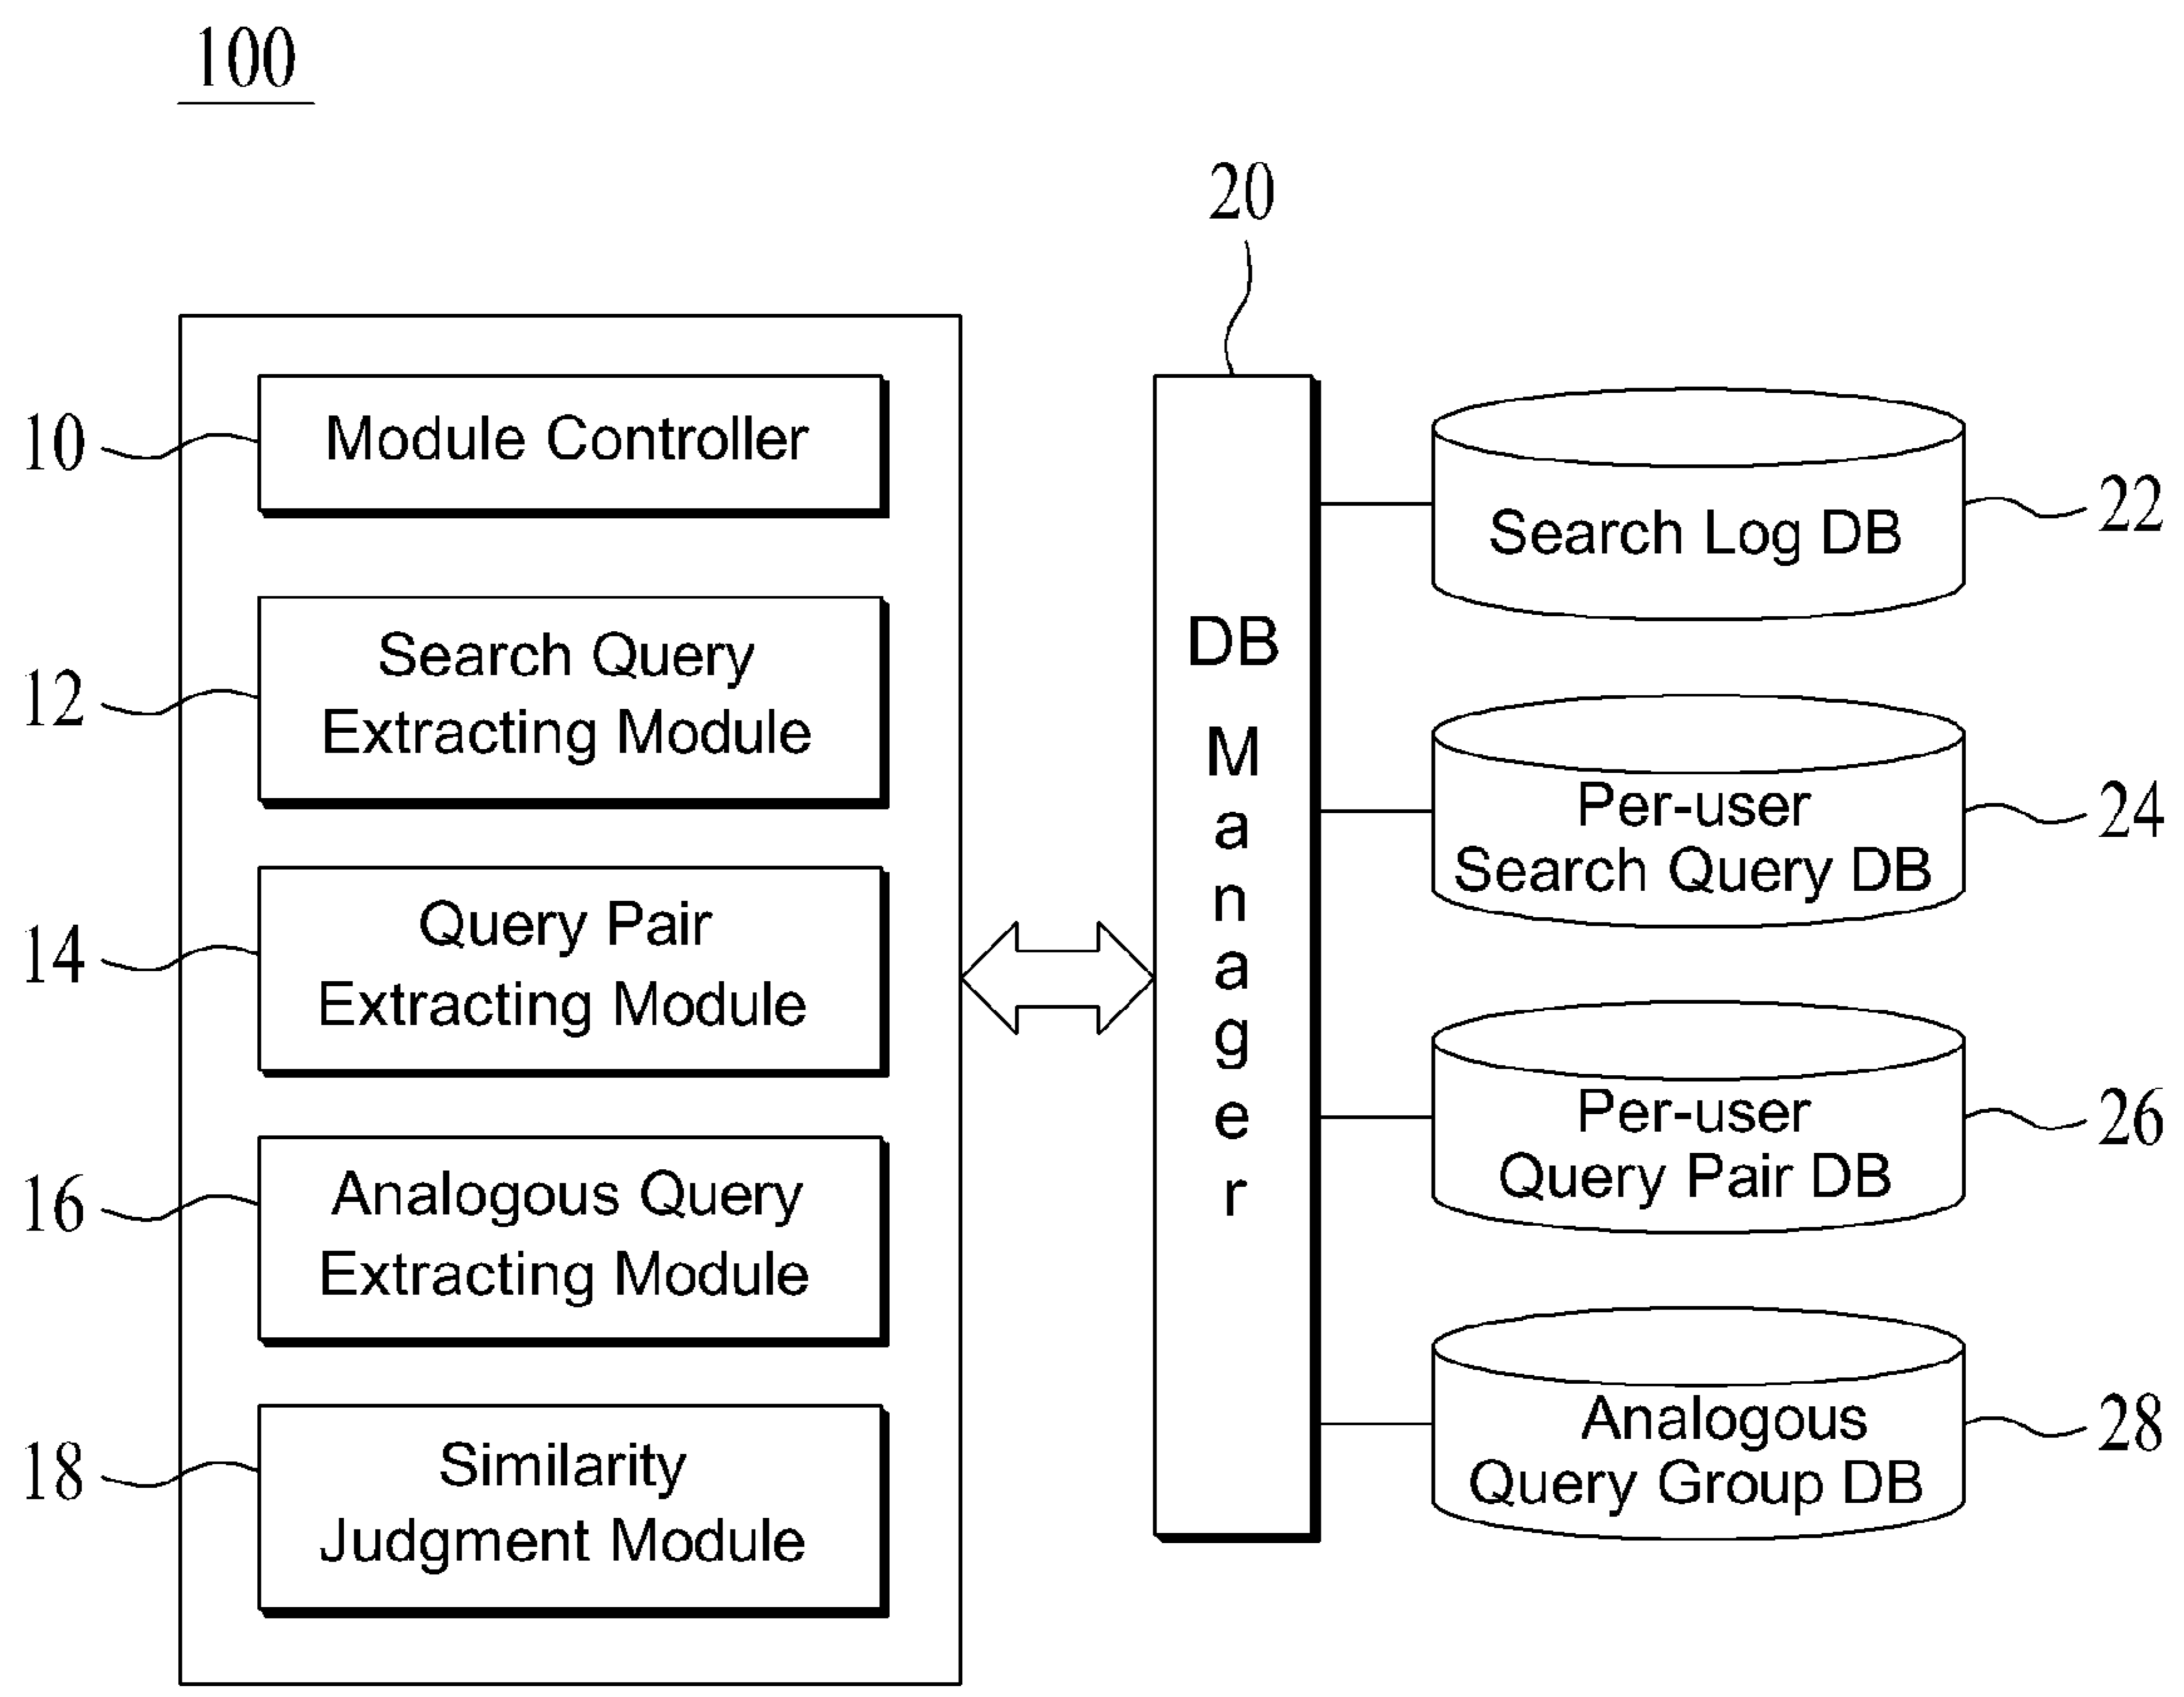 100
20
10
Module Controller
12
Search Query
Extracting Module
14
Query Pair
Extracting Module
16
Analogous Query
Extracting Module
18
Similarity
Judgment Module
DB
M
a
n
a
g
e
r
Search Log DB
22
Per-user
Search Query DB
24
Per-user
Query Pair DB
26
Analogous
Query Group DB
28